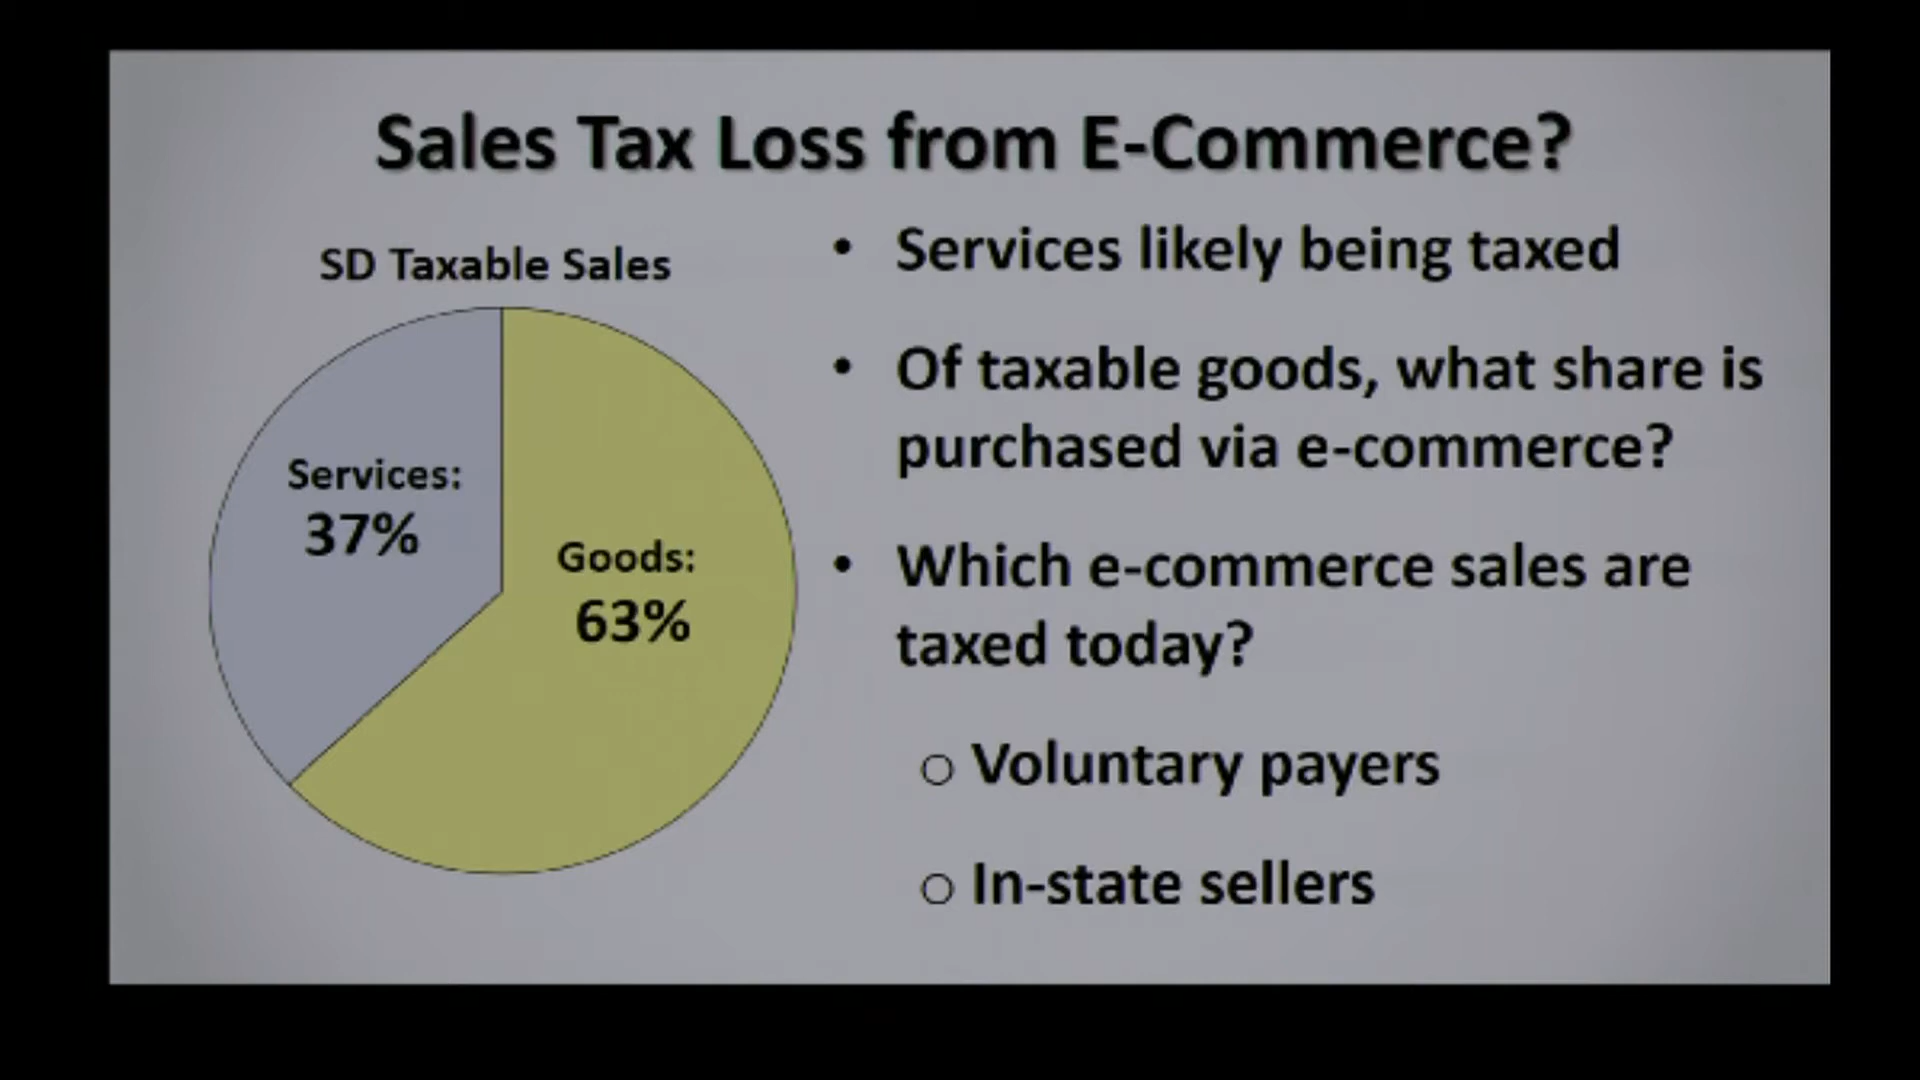 Sales Tax Loss from E-Commerce?
SD Taxable Sales
Services:
37%
Goods:
63%
• Services likely being taxed
• Of taxable goods, what share is
purchased via e-commerce?
• Which e-commerce sales are
taxed today?
o Voluntary payers
o In-state sellers